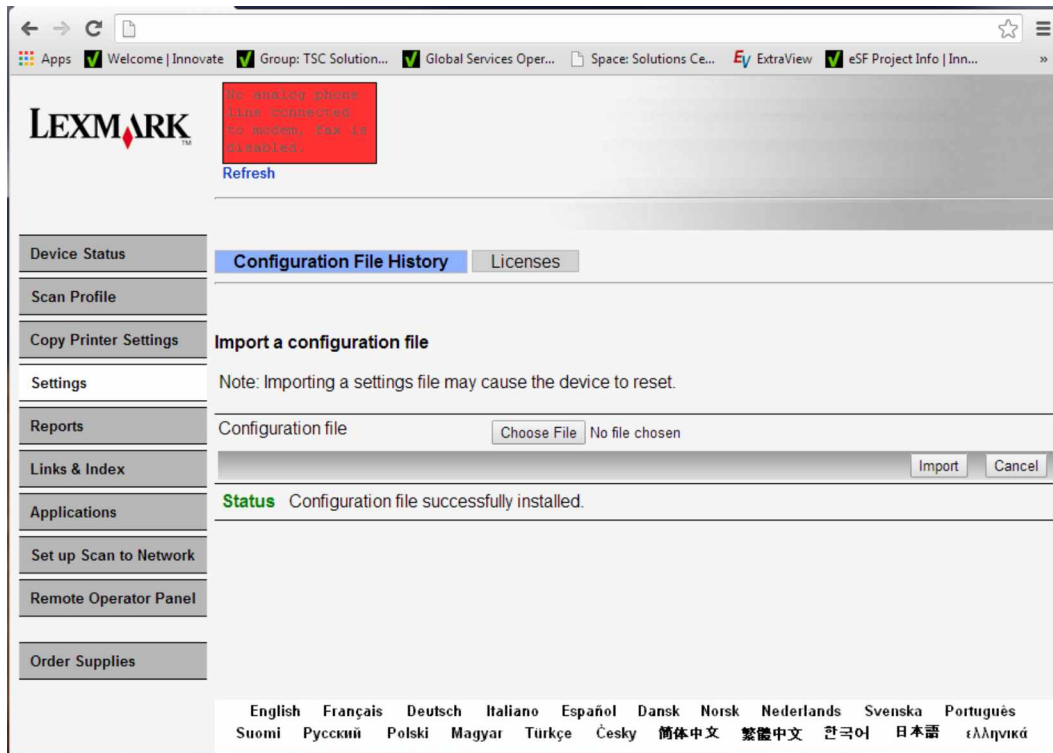 Apps Welcome | Innovate Group: TSC Solution... Global Services Oper... Space: Solutions Ce... EV ExtraView eSF Project Info | Inn... »
LEXMARK™
No analog phone
line connected
to modem, fax is
disabled.
Refresh
Device Status
Scan Profile
Copy Printer Settings
Settings
Reports
Links & Index
Applications
Set up Scan to Network
Remote Operator Panel
Order Supplies
Configuration File History Licenses
Import a configuration file
Note: Importing a settings file may cause the device to reset.
Configuration file Choose File No file chosen
Import Cancel
Status Configuration file successfully installed.
English Français Deutsch Italiano Español Dansk Norsk Nederlands Svenska Português
Suomi Русский Polski Magyar Türkçe Česky 简体中文 繁體中文 한국어 日本語 ελληνικά